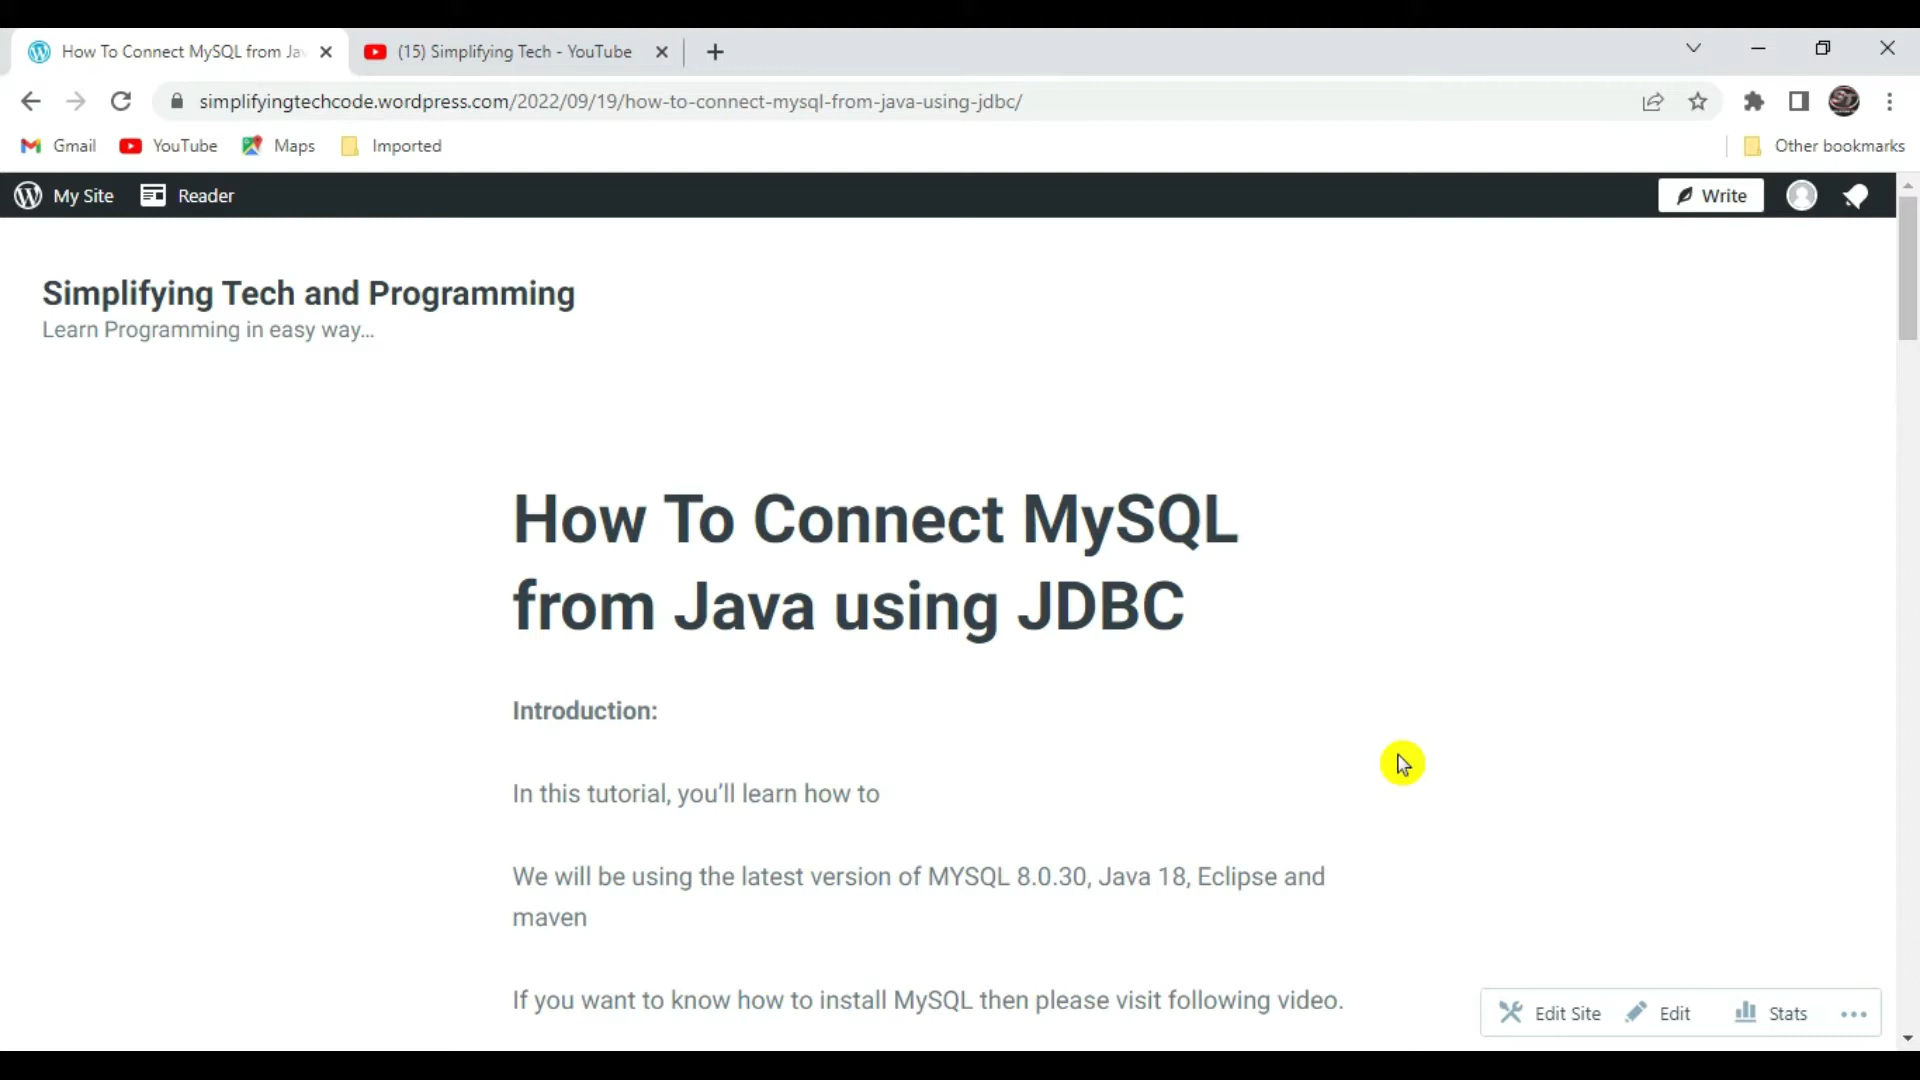 How To Connect MySQL from Jav
(15) Simplifying Tech - YouTube
simplifyingtechcode.wordpress.com/2022/09/19/how-to-connect-mysql-from-java-using-jdbc/
Gmail
YouTube
Maps
Imported
Other bookmarks
My Site
Reader
Write
Simplifying Tech and Programming
Learn Programming in easy way...
How To Connect MySQL
from Java using JDBC
Introduction:
In this tutorial, you’ll learn how to
We will be using the latest version of MYSQL 8.0.30, Java 18, Eclipse and
maven
If you want to know how to install MySQL then please visit following video.
Edit Site
Edit
Stats